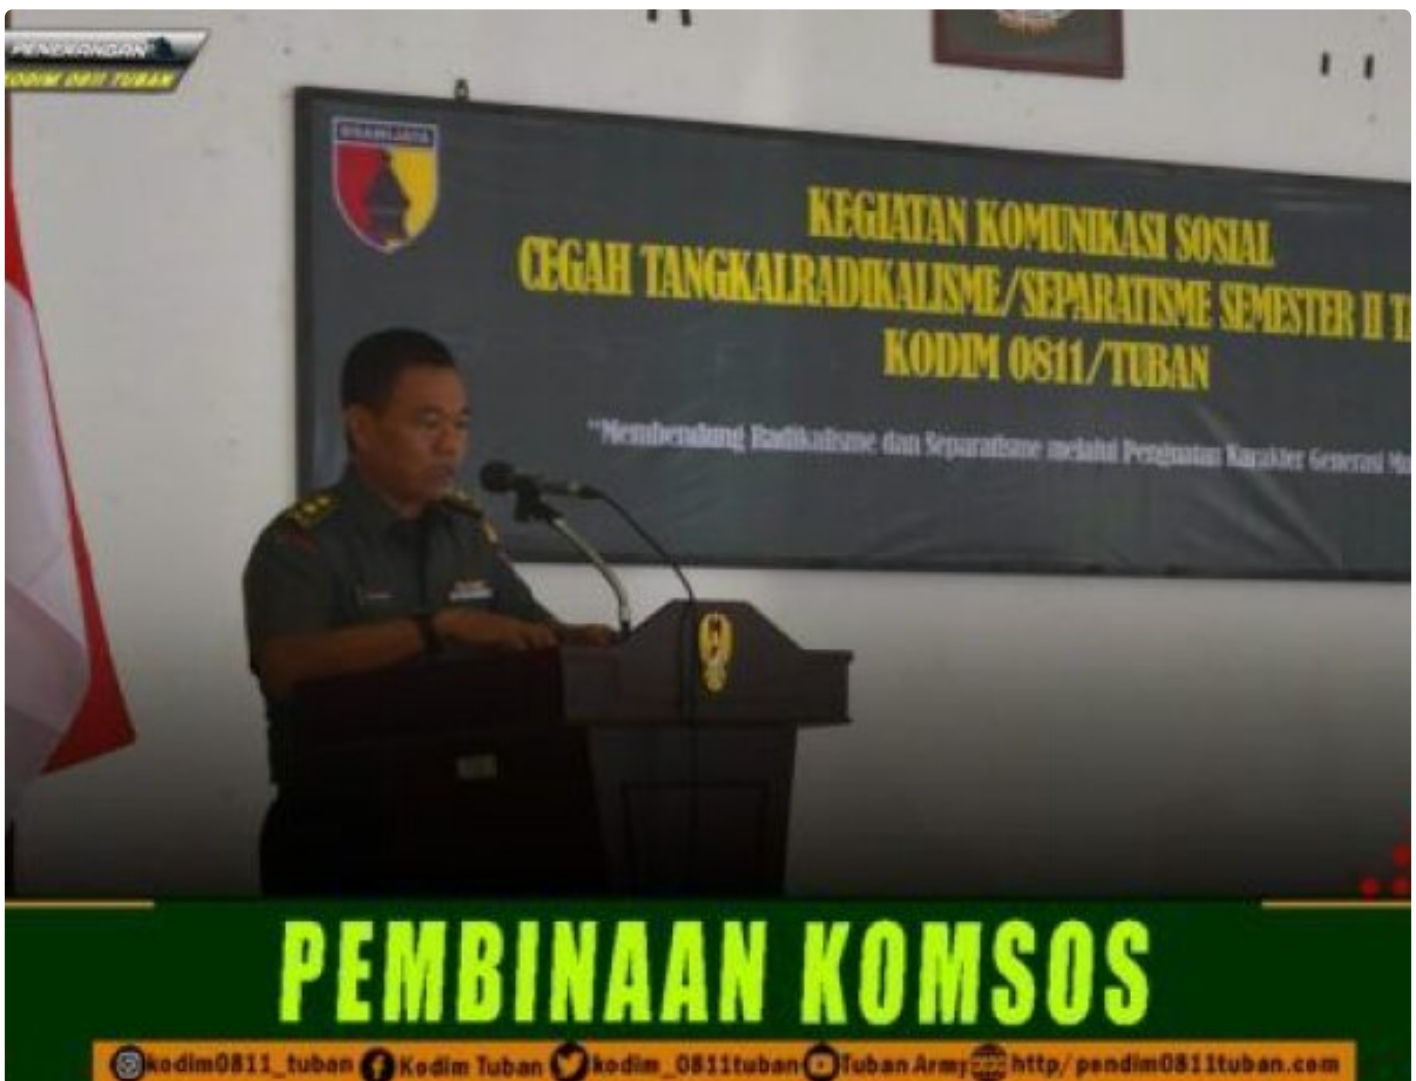 PENERANGAN
KODIM 0811 TUBAN
BRAWIJAYA
KEGIATAN KOMUNIKASI SOSIAL
CEGAH TANGKALRADIKALISME/SEPARATISME SEMESTER II
KODIM 0811/TUBAN
"Membendung Radikalisme dan Separatisme melalui Penguatan Karakter Generasi
PEMBINAAN KOMSOS
kodim0811_tuban Kodim Tuban kodim_0811tuban Tuban Army http/pendim0811tuban.com